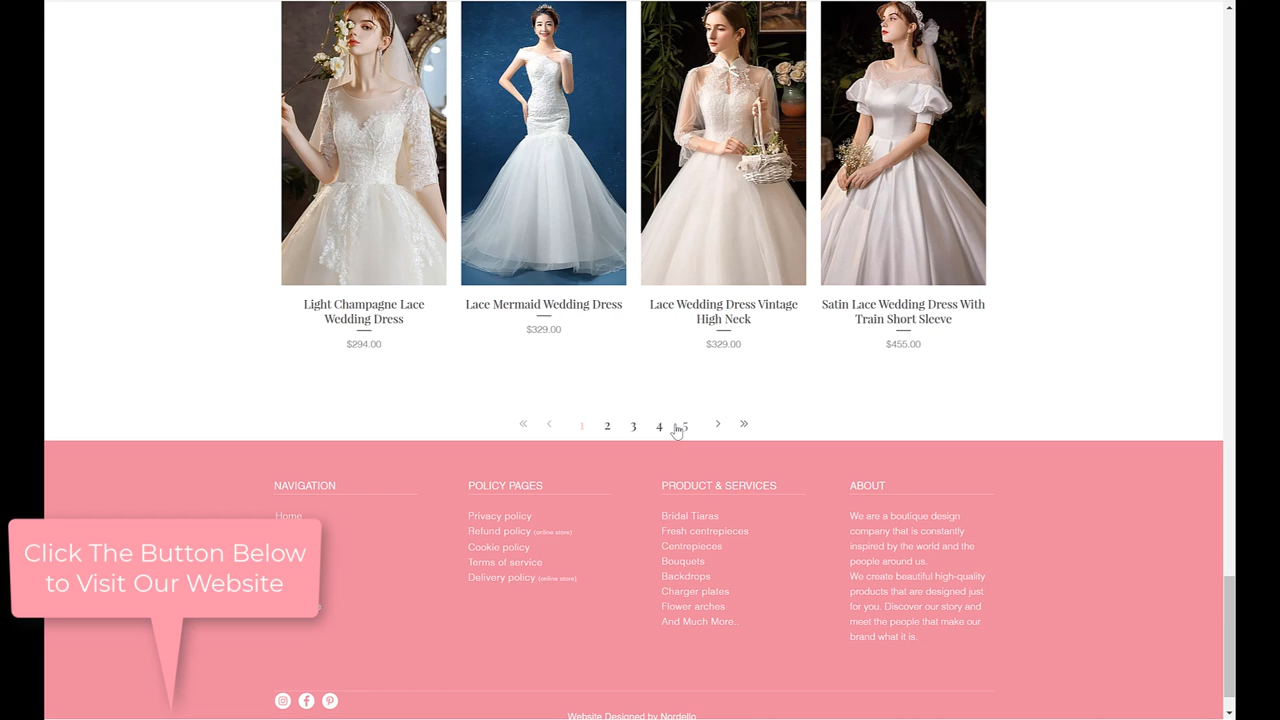 Light Champagne Lace
Wedding Dress
$294.00
Lace Mermaid Wedding Dress
$329.00
Lace Wedding Dress Vintage
High Neck
$329.00
Satin Lace Wedding Dress With
Train Short Sleeve
$455.00
« ‹ 1 2 3 4 5 › »
NAVIGATION
Home
POLICY PAGES
Privacy policy
Refund policy (online store)
Cookie policy
Terms of service
Delivery policy (online store)
PRODUCT & SERVICES
Bridal Tiaras
Fresh centrepieces
Centrepieces
Bouquets
Backdrops
Charger plates
Flower arches
And Much More..
ABOUT
We are a boutique design
company that is constantly
inspired by the world and the
people around us.
We create beautiful high-quality
products that are designed just
for you. Discover our story and
meet the people that make our
brand what it is.
Click The Button Below
to Visit Our Website
Website Designed by Nordello